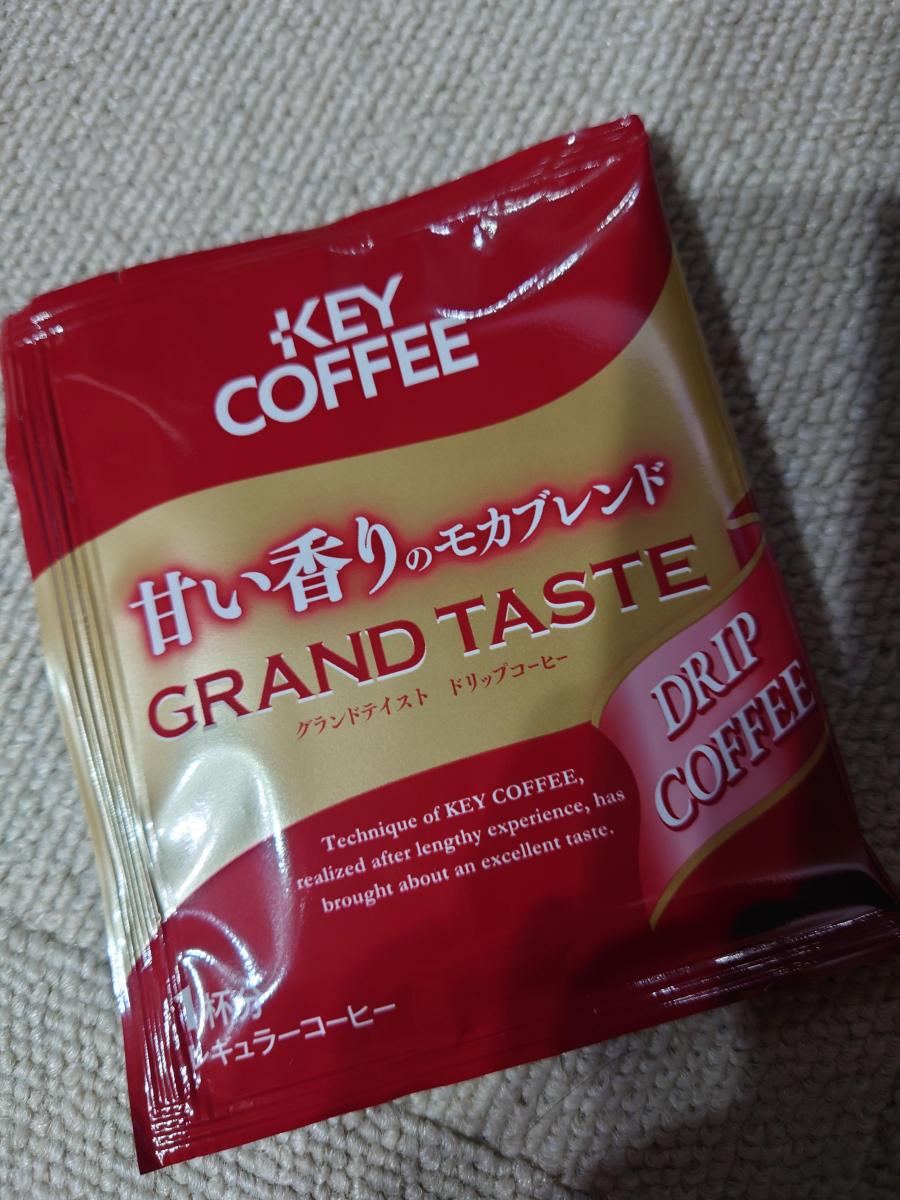 KEY
COFFEE
甘い香りのモカブレンド
GRAND TASTE
グランドテイスト ドリップコーヒー
DRIP
COFFEE
Technique of KEY COFFEE,
realized after lengthy experience, has
brought about an excellent taste.
1杯分
レギュラーコーヒー